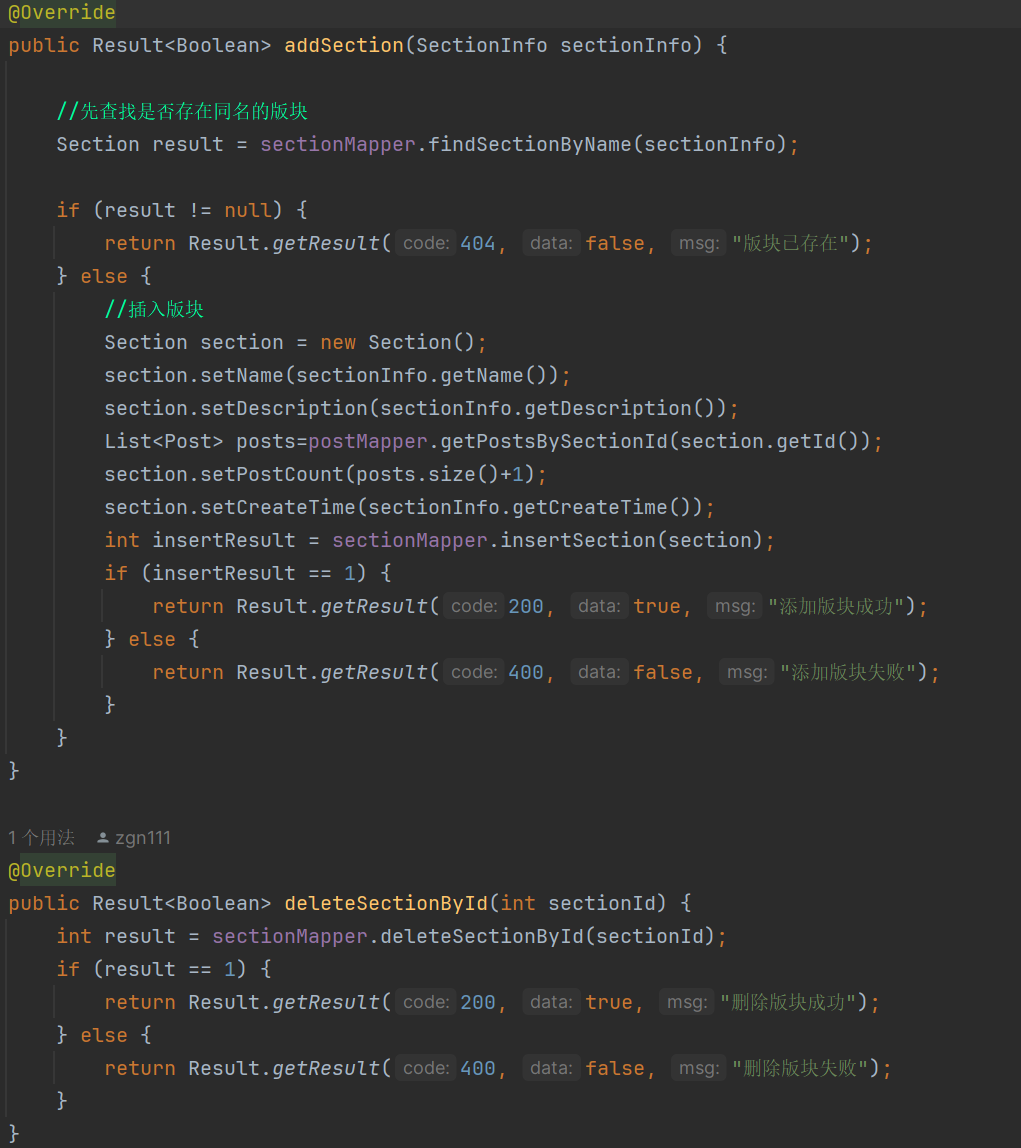 @Override
public Result<Boolean> addSection(SectionInfo sectionInfo) {
//先查找是否存在同名的版块
Section result = sectionMapper.findSectionByName(sectionInfo);
if (result != null) {
return Result.getResult( code: 404, data: false, msg: "版块已存在");
} else {
//插入版块
Section section = new Section();
section.setName(sectionInfo.getName());
section.setDescription(sectionInfo.getDescription());
List<Post> posts=postMapper.getPostsBySectionId(section.getId());
section.setPostCount(posts.size()+1);
section.setCreateTime(sectionInfo.getCreateTime());
int insertResult = sectionMapper.insertSection(section);
if (insertResult == 1) {
return Result.getResult( code: 200, data: true, msg: "添加版块成功");
} else {
return Result.getResult( code: 400, data: false, msg: "添加版块失败");
}
}
}
1 个用法 zgn111
@Override
public Result<Boolean> deleteSectionById(int sectionId) {
int result = sectionMapper.deleteSectionById(sectionId);
if (result == 1) {
return Result.getResult( code: 200, data: true, msg: "删除版块成功");
} else {
return Result.getResult( code: 400, data: false, msg: "删除版块失败");
}
}